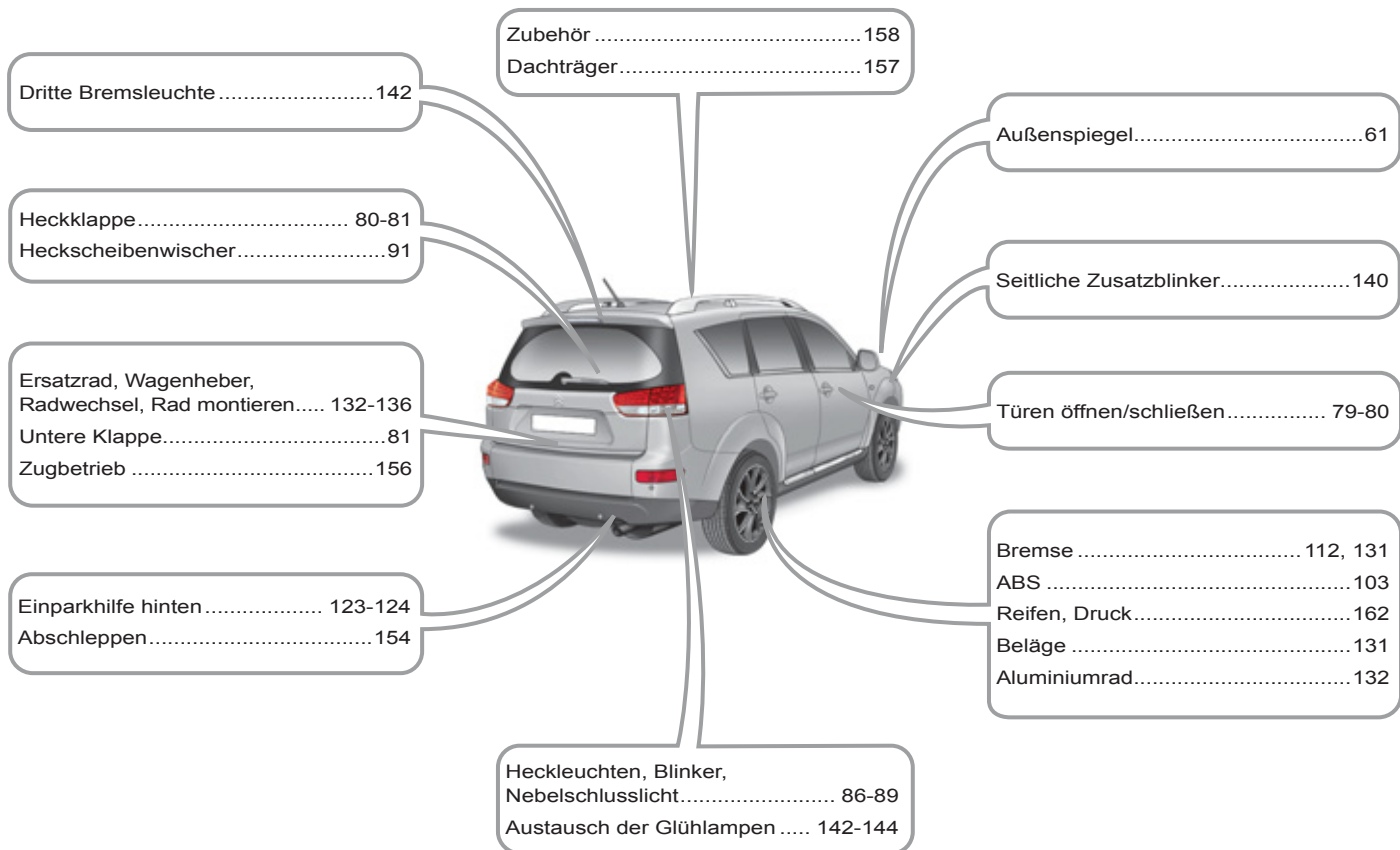 Zubehör ............................................. 158
Dachträger ......................................... 157
Dritte Bremsleuchte ........................ 142
Außenspiegel ..................................... 61
Heckklappe ................................. 80-81
Heckscheibenwischer ....................... 91
Seitliche Zusatzblinker .................... 140
Ersatzrad, Wagenheber,
Radwechsel, Rad montieren ..... 132-136
Untere Klappe ................................... 81
Zugbetrieb ...................................... 156
Türen öffnen/schließen ................ 79-80
Bremse .................................. 112, 131
ABS ................................................ 103
Reifen, Druck ................................... 162
Beläge ............................................. 131
Aluminiumrad .................................. 132
Einparkhilfe hinten .................. 123-124
Abschleppen ................................... 154
Heckleuchten, Blinker,
Nebelschlusslicht ........................ 86-89
Austausch der Glühlampen ..... 142-144